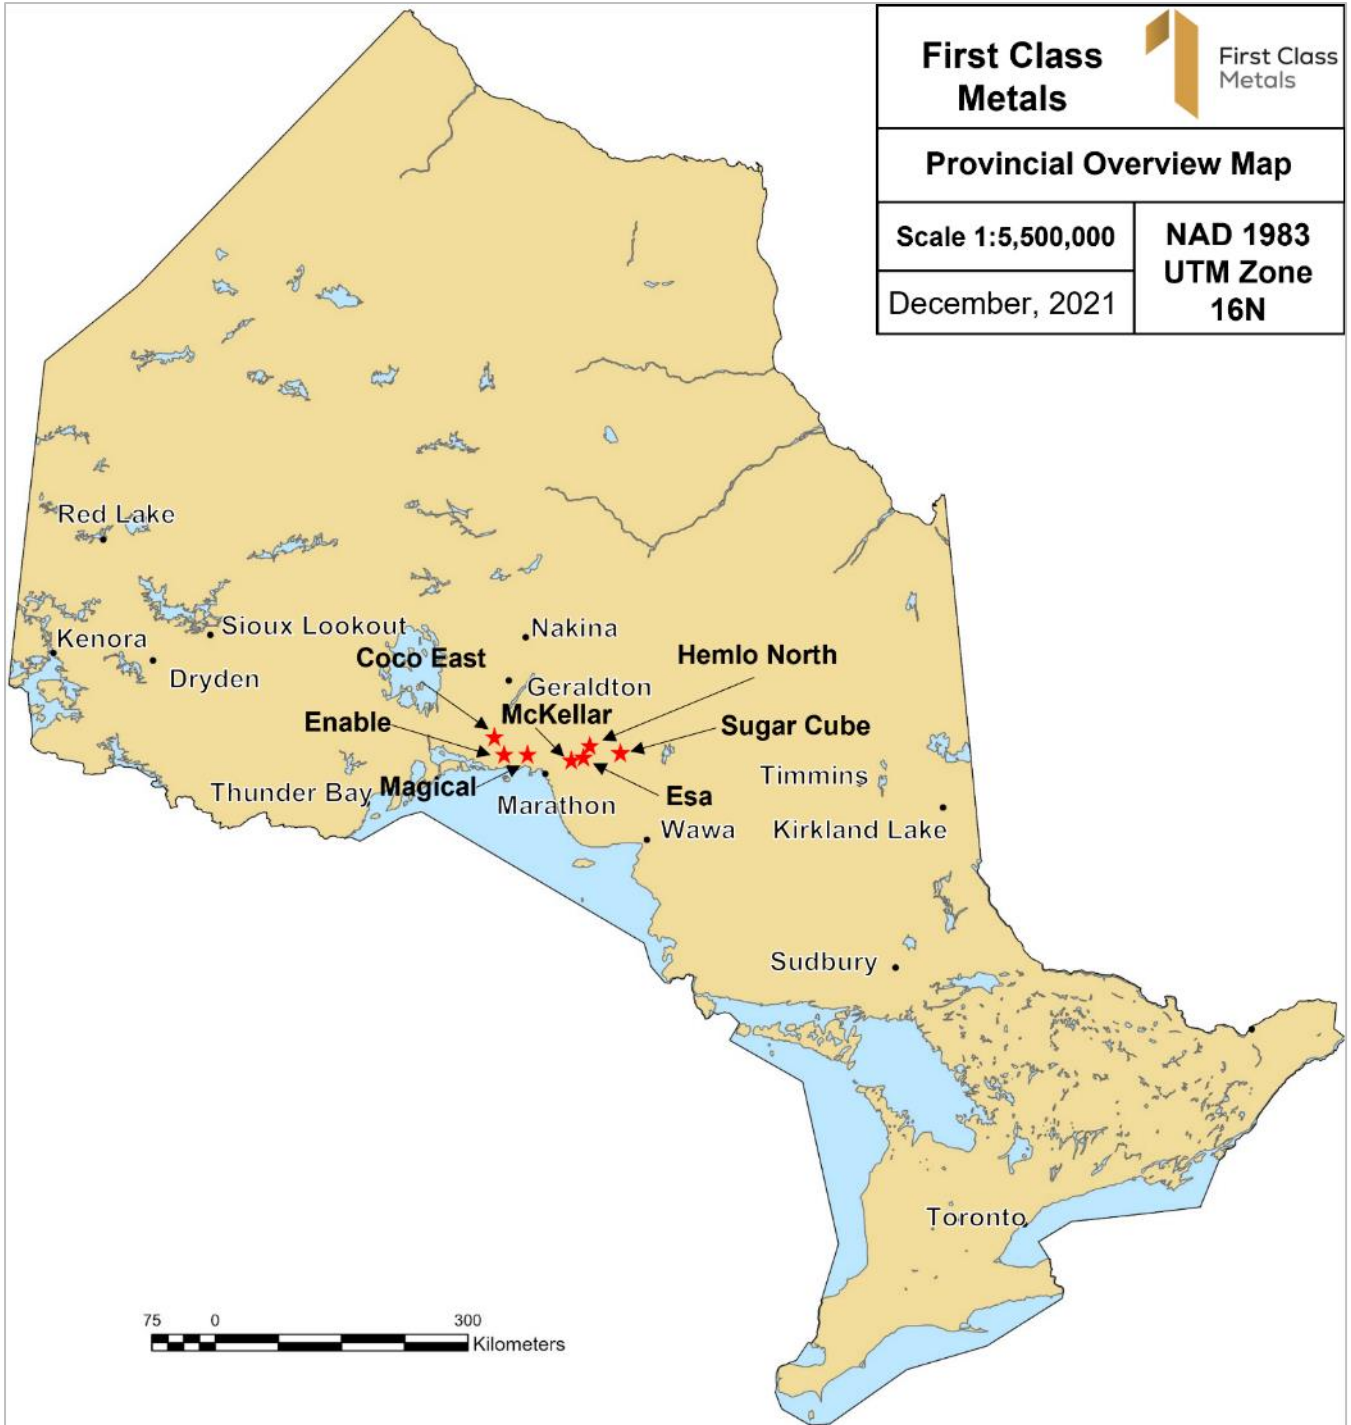 First Class
Metals
First Class
Metals
Provincial Overview Map
Scale 1:5,500,000
NAD 1983
UTM Zone
16N
December, 2021
Red Lake
Sioux Lookout
Nakina
Kenora
Coco East
Hemlo North
Dryden
Geraldton
McKellar
Enable
Sugar Cube
Timmins
Magical
Thunder Bay
Esa
Marathon
Wawa
Kirkland Lake
Sudbury
Toronto
75 0 300
Kilometers